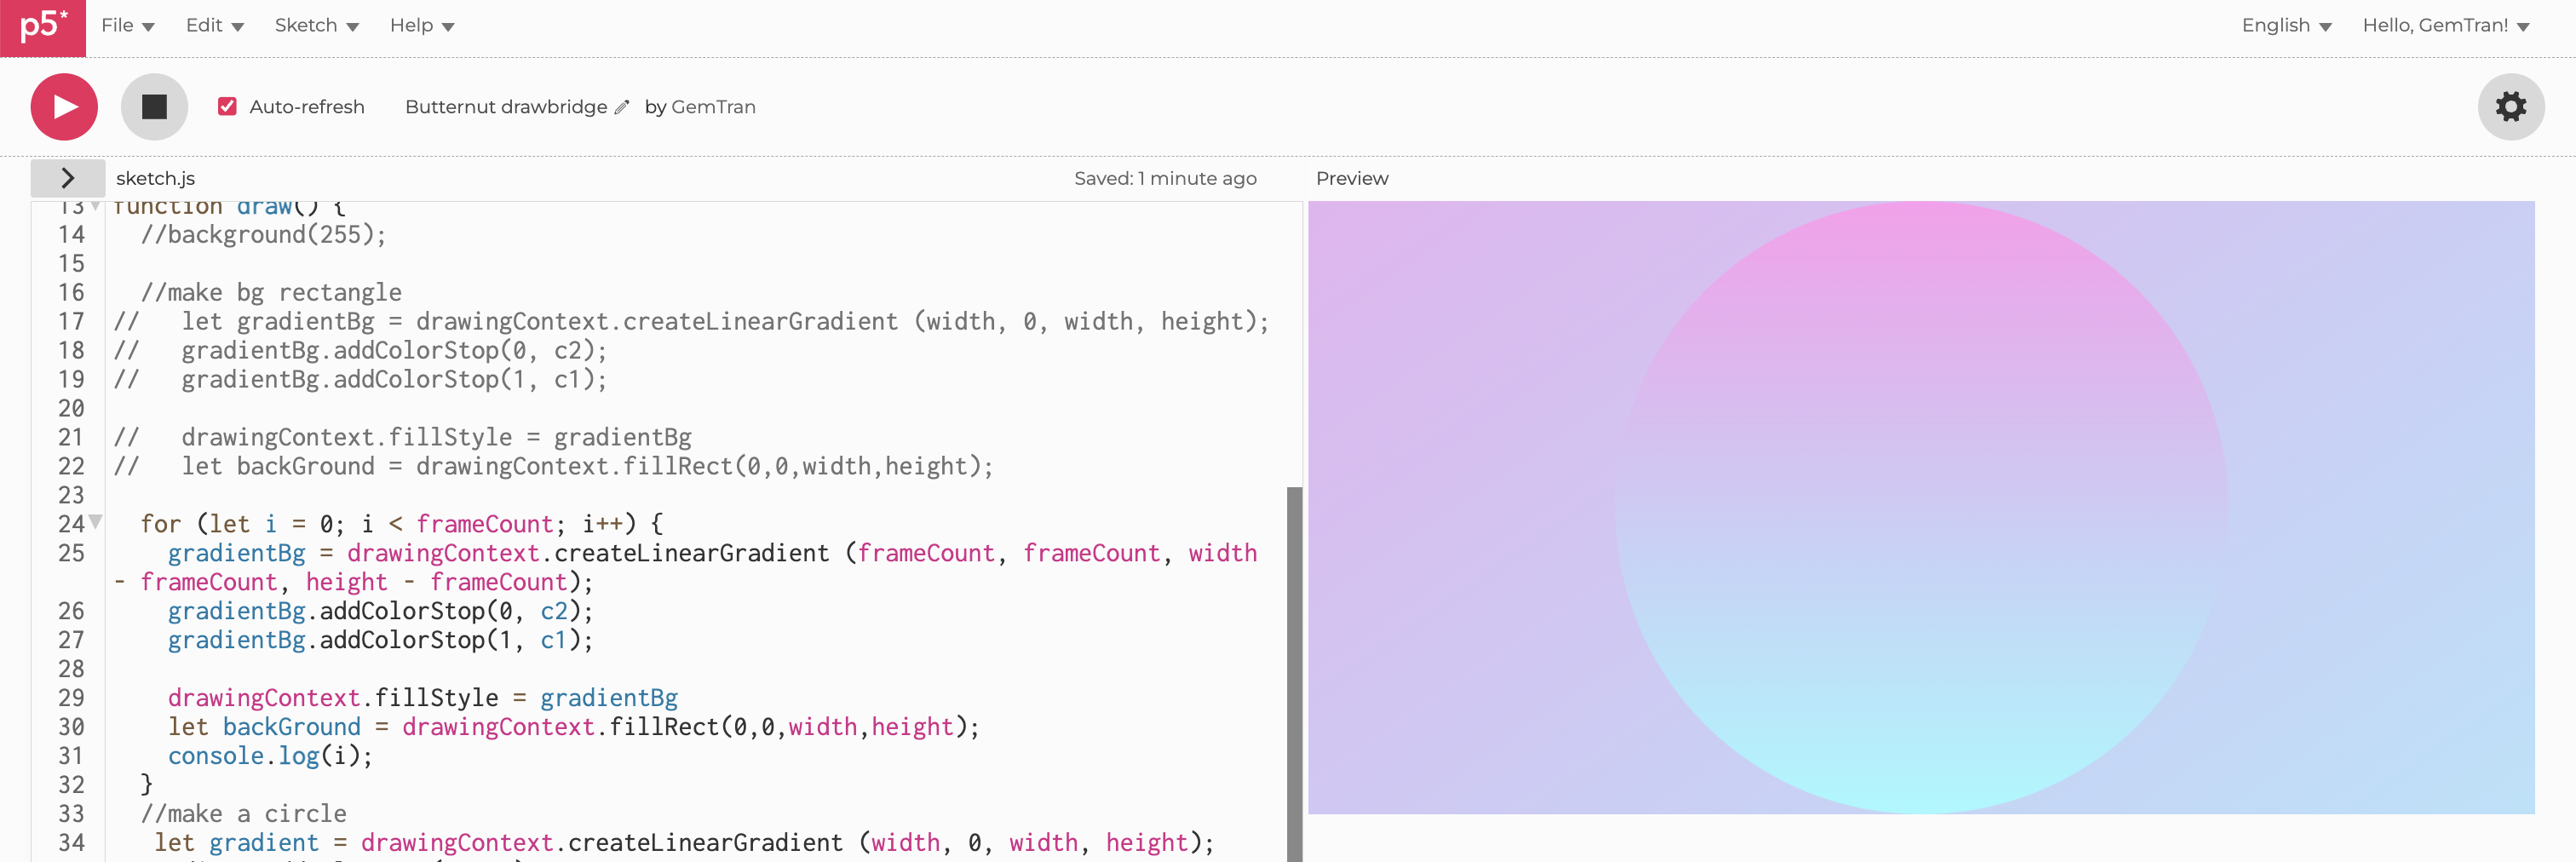 p5* File Edit Sketch Help English Hello, GemTran!
Auto-refresh Butternut drawbridge by GemTran
sketch.js Saved: 1 minute ago Preview
13 function draw() {
14 //background(255);
15
16 //make bg rectangle
17 // let gradientBg = drawingContext.createLinearGradient (width, 0, width, height);
18 // gradientBg.addColorStop(0, c2);
19 // gradientBg.addColorStop(1, c1);
20
21 // drawingContext.fillStyle = gradientBg
22 // let backGround = drawingContext.fillRect(0,0,width,height);
23
24 for (let i = 0; i < frameCount; i++) {
25 gradientBg = drawingContext.createLinearGradient (frameCount, frameCount, width
- frameCount, height - frameCount);
26 gradientBg.addColorStop(0, c2);
27 gradientBg.addColorStop(1, c1);
28
29 drawingContext.fillStyle = gradientBg
30 let backGround = drawingContext.fillRect(0,0,width,height);
31 console.log(i);
32 }
33 //make a circle
34 let gradient = drawingContext.createLinearGradient (width, 0, width, height);